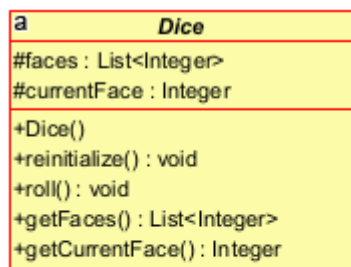 a Dice
#faces : List<Integer>
#currentFace : Integer
+Dice()
+reinitialize() : void
+roll() : void
+getFaces() : List<Integer>
+getCurrentFace() : Integer